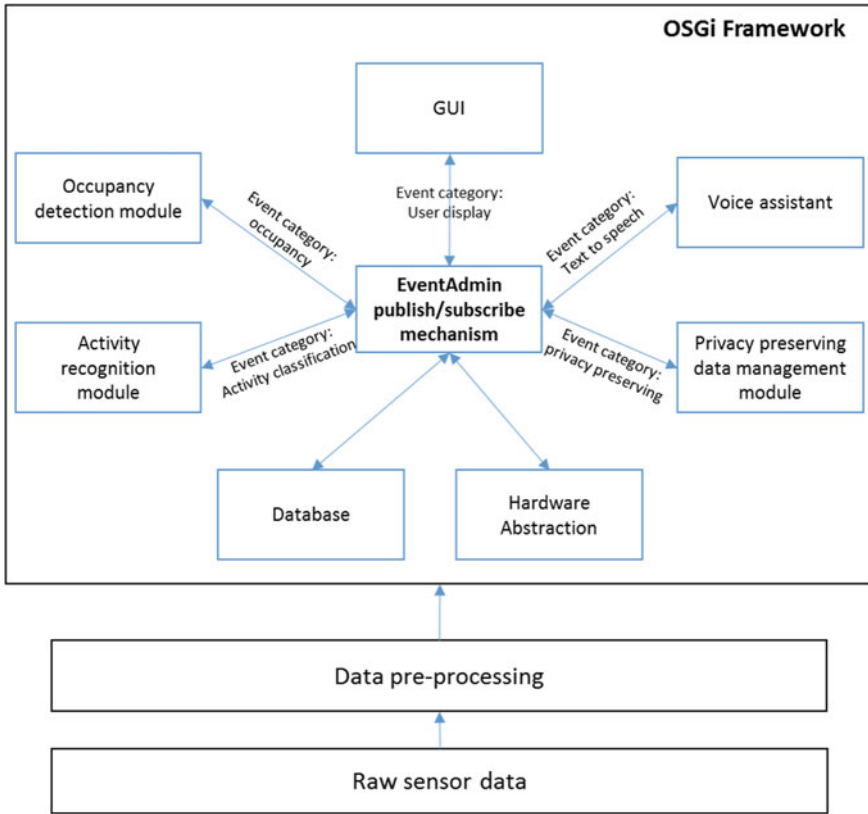 OSGi Framework
GUI
Occupancy
detection module
Event category:
User display
Voice assistant
Event category:
occupancy
Event category:
Text to speech
EventAdmin
publish/subscribe
mechanism
Activity
recognition
module
Event category:
Activity classification
Event category:
privacy preserving
Privacy preserving
data management
module
Database
Hardware
Abstraction
Data pre-processing
Raw sensor data